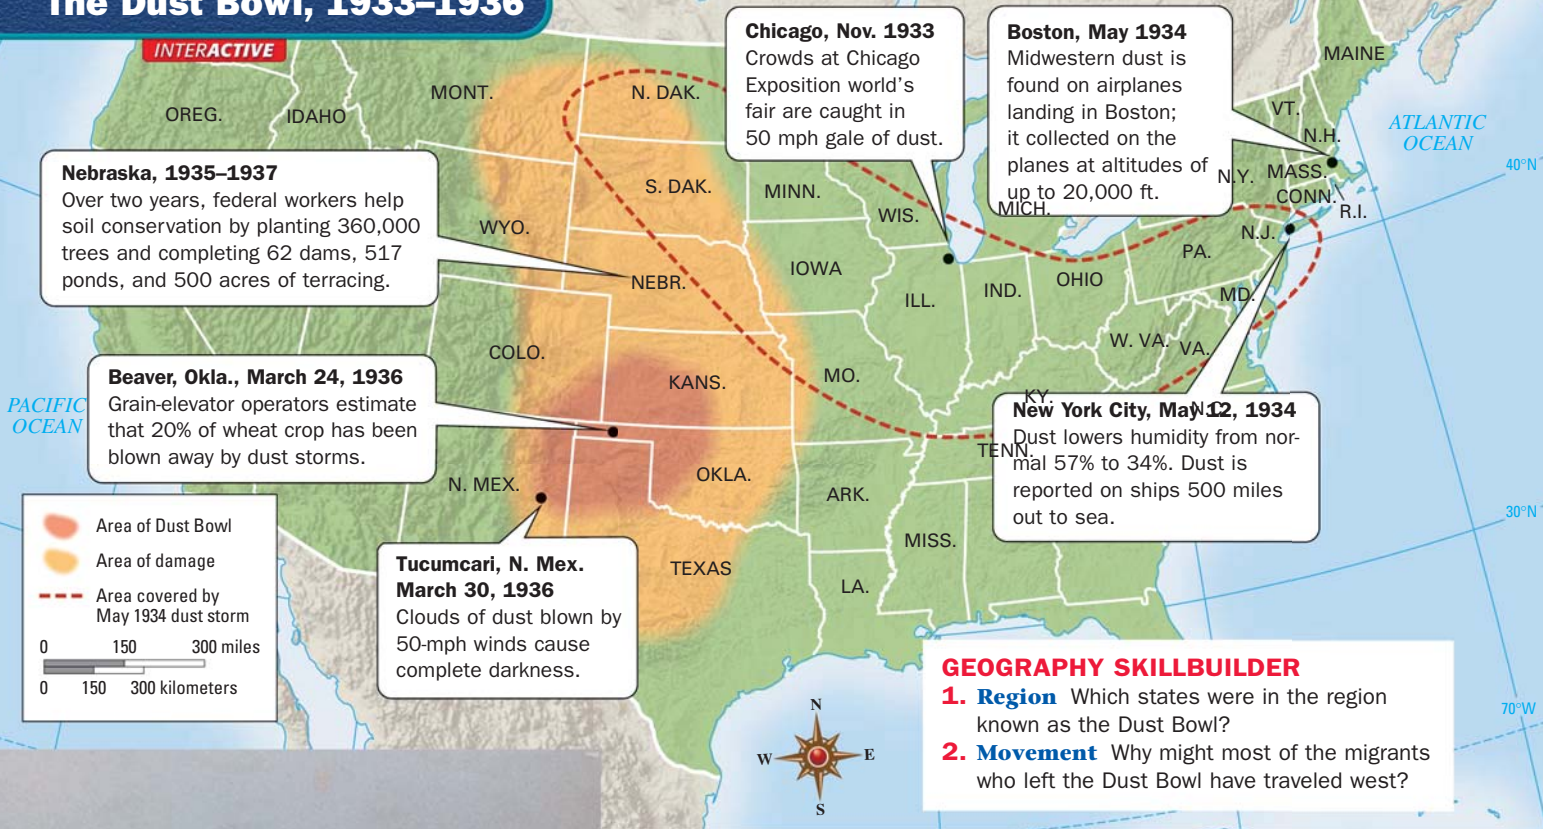 The Dust Bowl, 1933–1936
INTERACTIVE
Chicago, Nov. 1933
Crowds at Chicago
Exposition world's
fair are caught in
50 mph gale of dust.
Boston, May 1934
Midwestern dust is
found on airplanes
landing in Boston;
it collected on the
planes at altitudes of
up to 20,000 ft.
Nebraska, 1935–1937
Over two years, federal workers help
soil conservation by planting 360,000
trees and completing 62 dams, 517
ponds, and 500 acres of terracing.
Beaver, Okla., March 24, 1936
Grain-elevator operators estimate
that 20% of wheat crop has been
blown away by dust storms.
Tucumcari, N. Mex.
March 30, 1936
Clouds of dust blown by
50-mph winds cause
complete darkness.
New York City, May 12, 1934
Dust lowers humidity from nor-
mal 57% to 34%. Dust is
reported on ships 500 miles
out to sea.
OREG.
IDAHO
MONT.
N. DAK.
S. DAK.
MINN.
WIS.
MICH.
MAINE
VT.
N.H.
N.Y.
MASS.
CONN.
R.I.
N.J.
PA.
MD.
WYO.
NEBR.
IOWA
ILL.
IND.
OHIO
W. VA.
VA.
COLO.
KANS.
MO.
KY.
N.C.
TENN.
N. MEX.
OKLA.
ARK.
MISS.
TEXAS
LA.
ATLANTIC
OCEAN
PACIFIC
OCEAN
40°N
30°N
70°W
Area of Dust Bowl
Area of damage
Area covered by
May 1934 dust storm
0 150 300 miles
0 150 300 kilometers
N
W E
S
GEOGRAPHY SKILLBUILDER
1. Region Which states were in the region
known as the Dust Bowl?
2. Movement Why might most of the migrants
who left the Dust Bowl have traveled west?